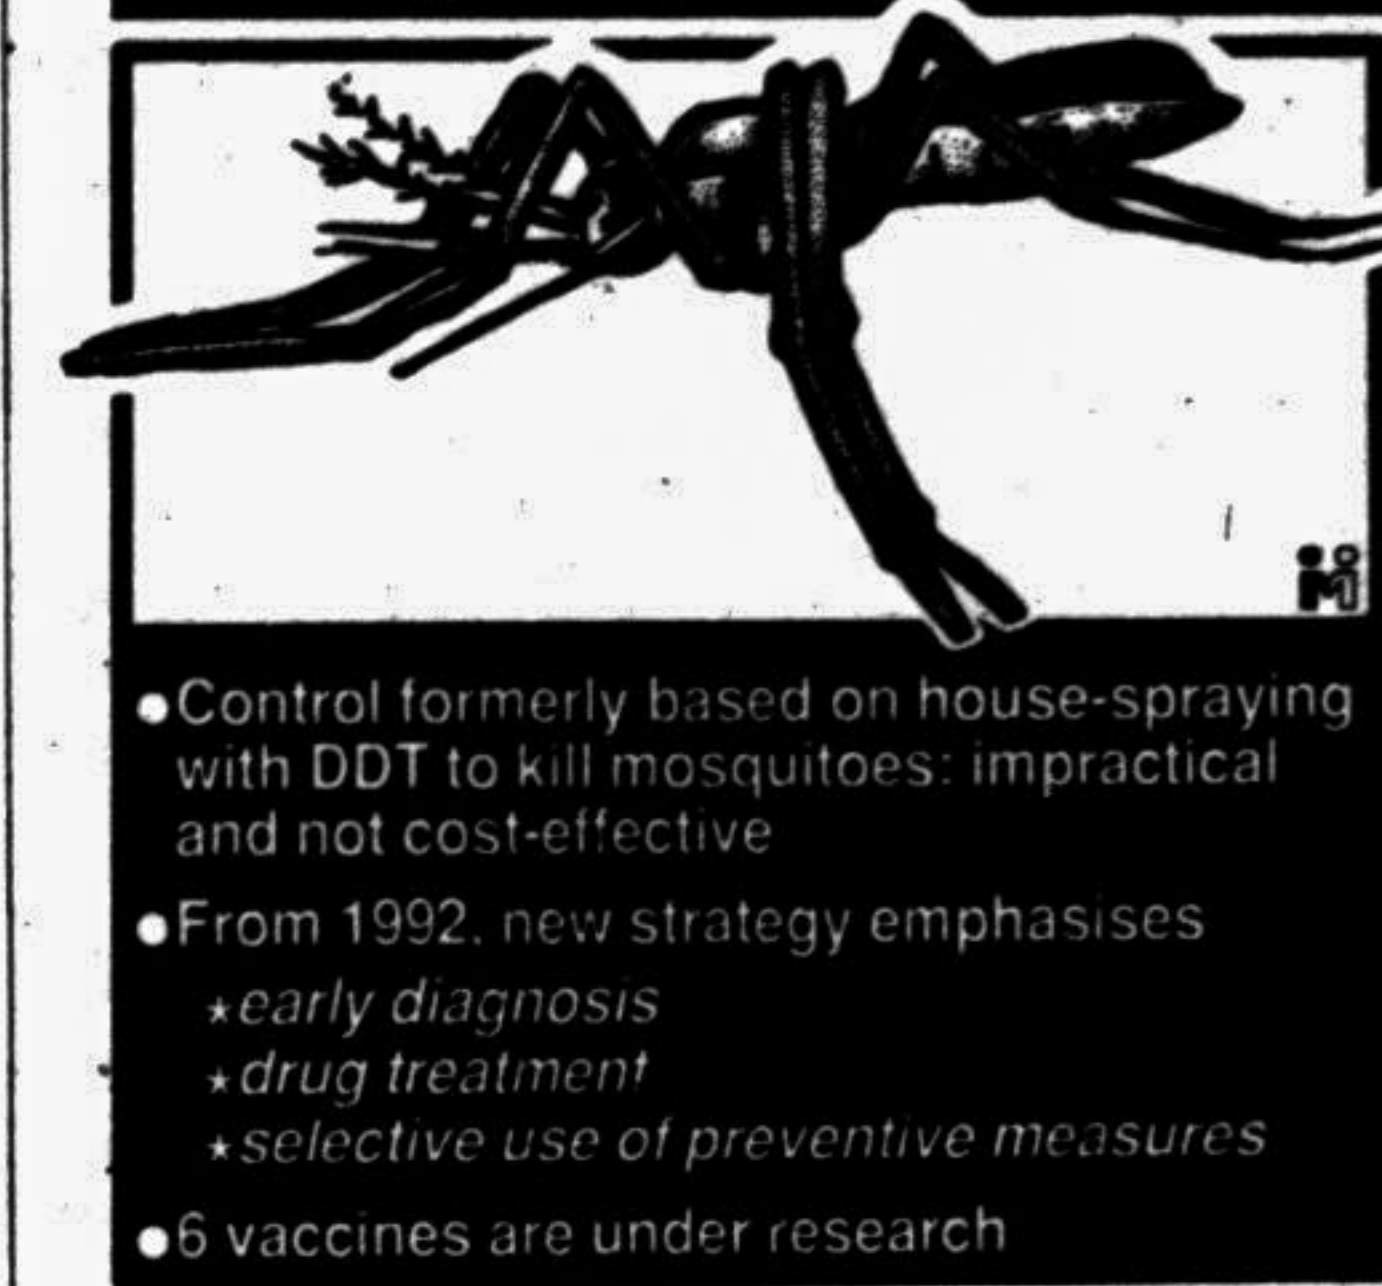 ●Control formerly based on house-spraying
with DDT to kill mosquitoes: impractical
and not cost-effective
●From 1992, new strategy emphasises
★early diagnosis
★drug treatment
★selective use of preventive measures
●6 vaccines are under research